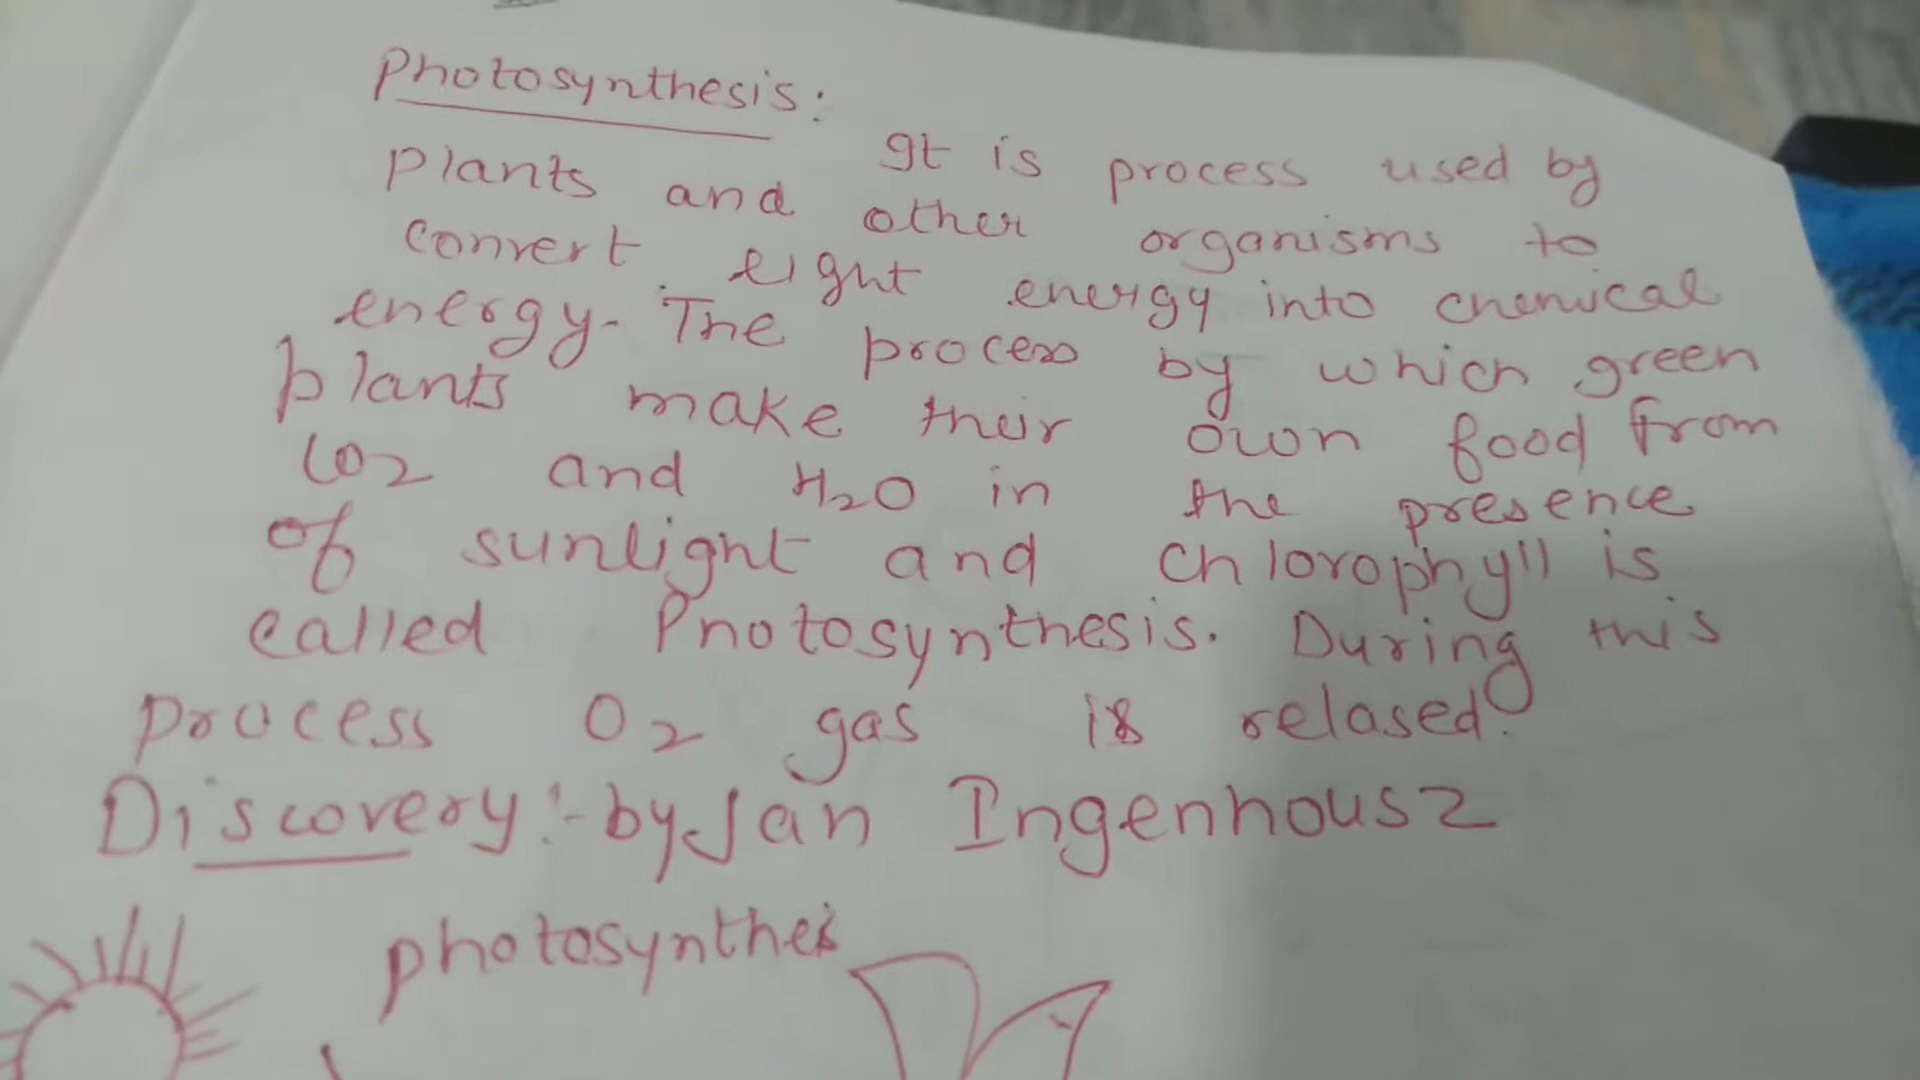 Photosynthesis:
It is process used by
plants and other organisms to
convert light energy into chemical
energy. The process by which green
plants make their own food from
CO2 and H2O in the presence
of sunlight and chlorophyll is
called Photosynthesis. During this
process O2 gas is relased.
Discovery:- by Jan Ingenhousz
photosyntheis